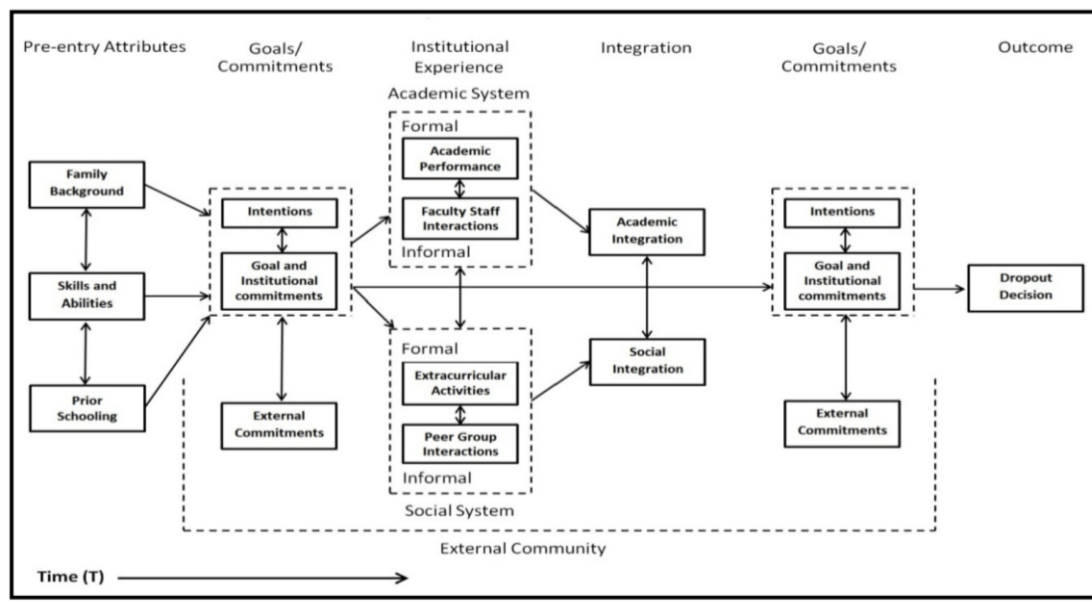 Pre-entry Attributes
Goals/
Commitments
Institutional
Experience
Integration
Goals/
Commitments
Outcome
Academic System
Formal
Academic
Performance
Faculty Staff
Interactions
Informal
Family
Background
Skills and
Abilities
Prior
Schooling
Intentions
Goal and
Institutional
commitments
External
Commitments
Formal
Extracurricular
Activities
Peer Group
Interactions
Informal
Social System
Academic
Integration
Social
Integration
Intentions
Goal and
Institutional
commitments
External
Commitments
Dropout
Decision
External Community
Time (T)